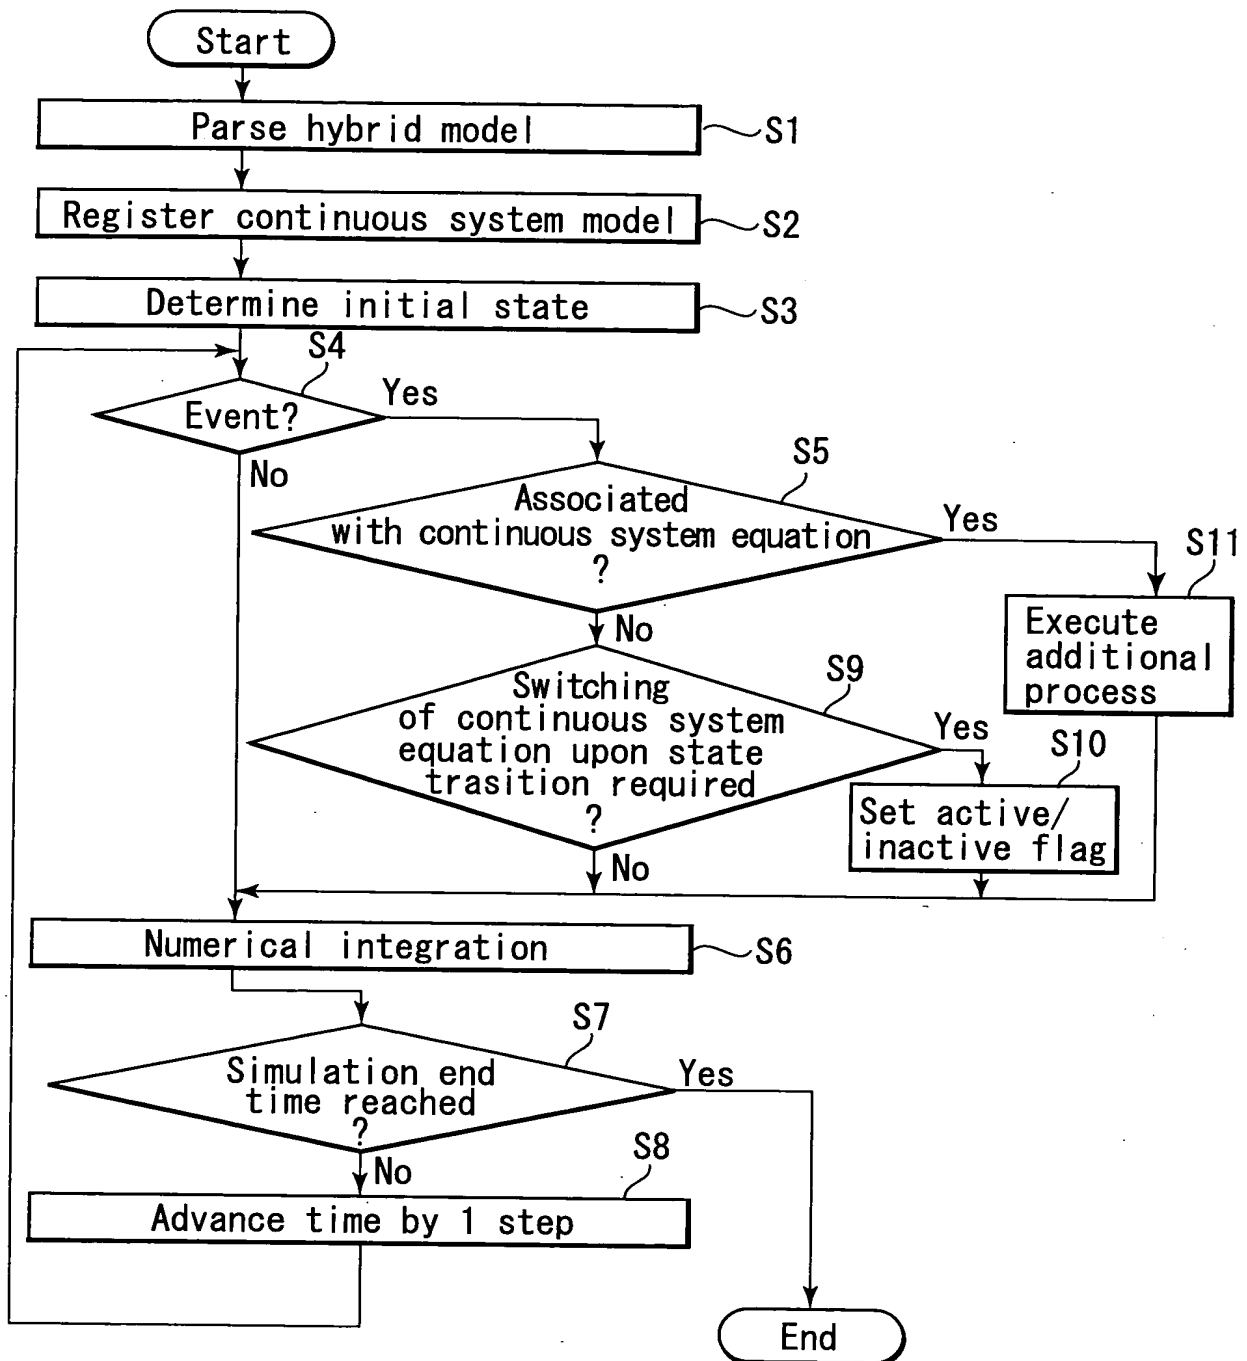 Start
Parse hybrid model
S1
Register continuous system model
S2
Determine initial state
S3
S4
Event?
Yes
No
S5
Associated
with continuous system equation
?
Yes
No
S11
Execute
additional
process
S9
Switching
of continuous system
equation upon state
trasition required
?
Yes
No
S10
Set active/
inactive flag
Numerical integration
S6
S7
Simulation end
time reached
?
Yes
No
S8
Advance time by 1 step
End